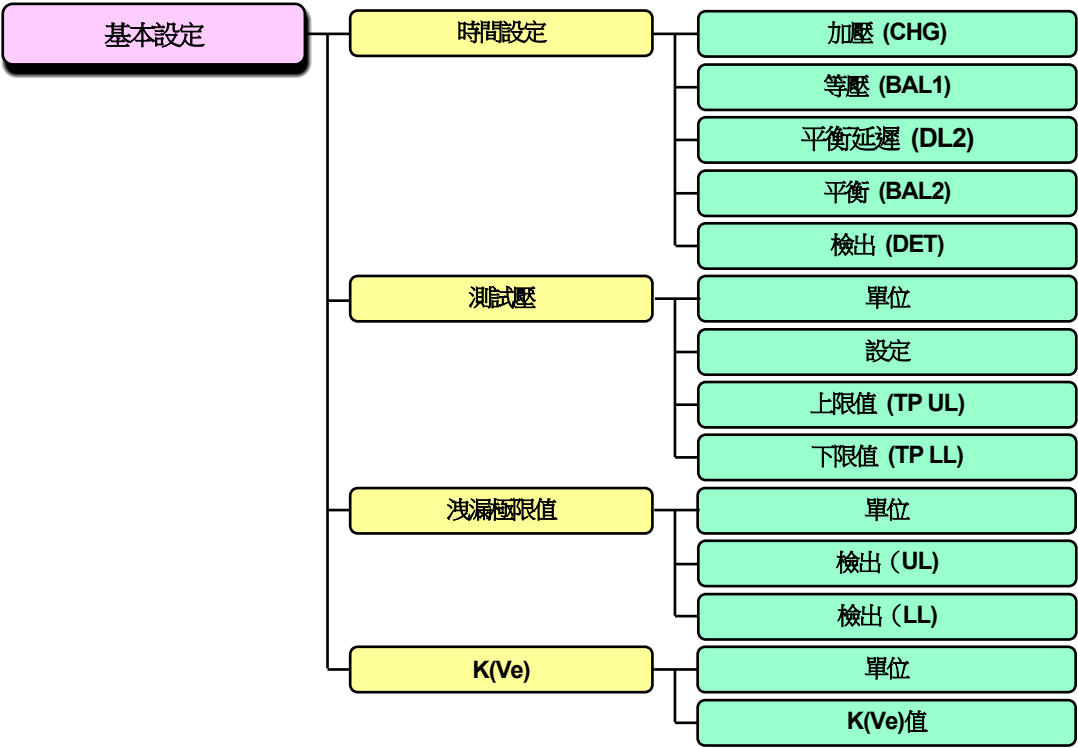 基本設定
時間設定
加壓 (CHG)
等壓 (BAL1)
平衡延遲 (DL2)
平衡 (BAL2)
檢出 (DET)
測試壓
單位
設定
上限值 (TP UL)
下限值 (TP LL)
洩漏極限值
單位
檢出（UL)
檢出（LL)
K(Ve)
單位
K(Ve)值